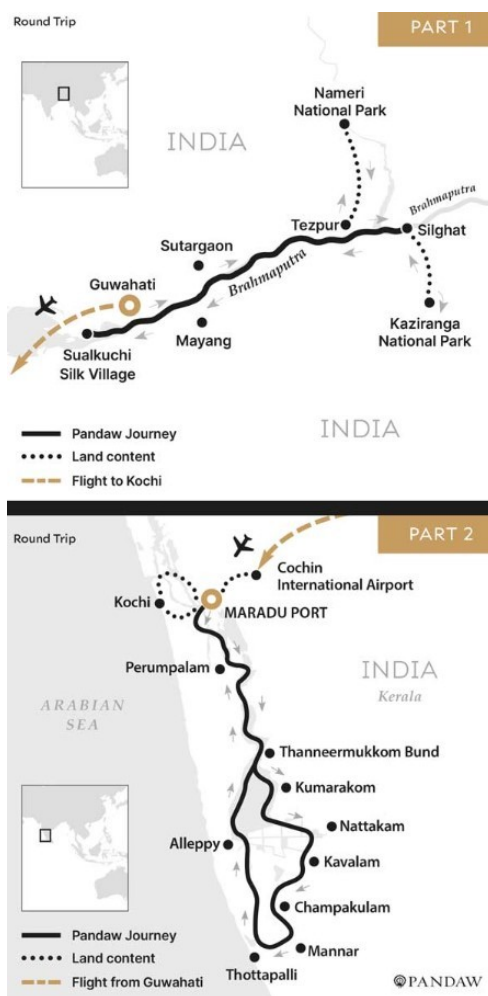 Round Trip
PART 1
Nameri
National Park
INDIA
Brahmaputra
Tezpur
Silghat
Sutargaon
Brahmaputra
Guwahati
Mayang
Kaziranga
National Park
Sualkuchi
Silk Village
INDIA
Pandaw Journey
Land content
Flight to Kochi
Round Trip
PART 2
Cochin
International Airport
Kochi
MARADU PORT
Perumpalam
INDIA
Kerala
ARABIAN
SEA
Thanneermukkom Bund
Kumarakom
Nattakam
Alleppy
Kavalam
Champakulam
Mannar
Thottapalli
Pandaw Journey
Land content
Flight from Guwahati
PANDAW